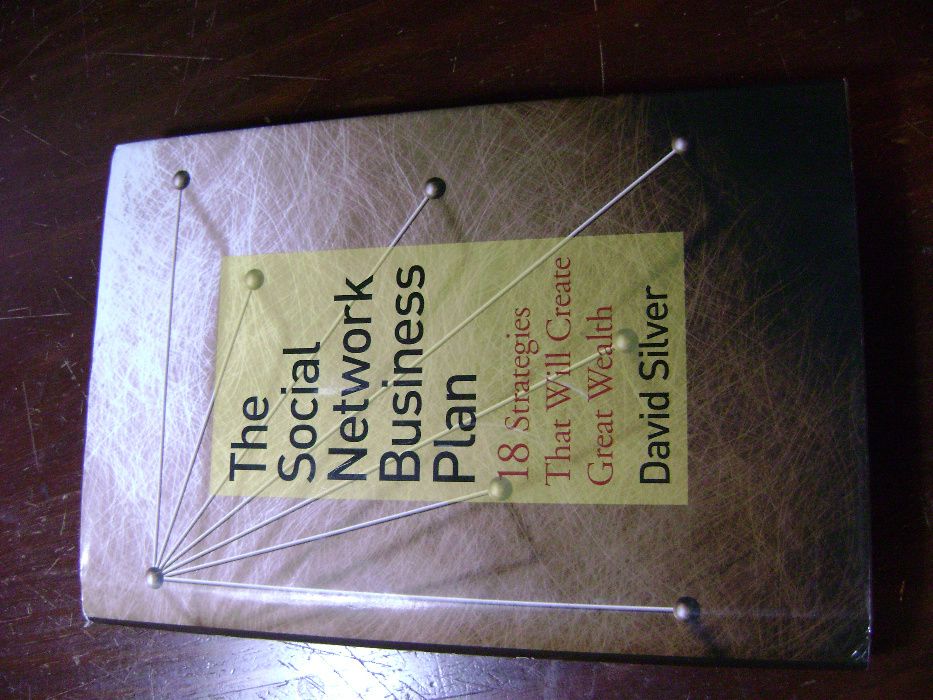 The
Social
Network
Business
Plan
18 Strategies
That Will Create
Great Wealth
David Silver